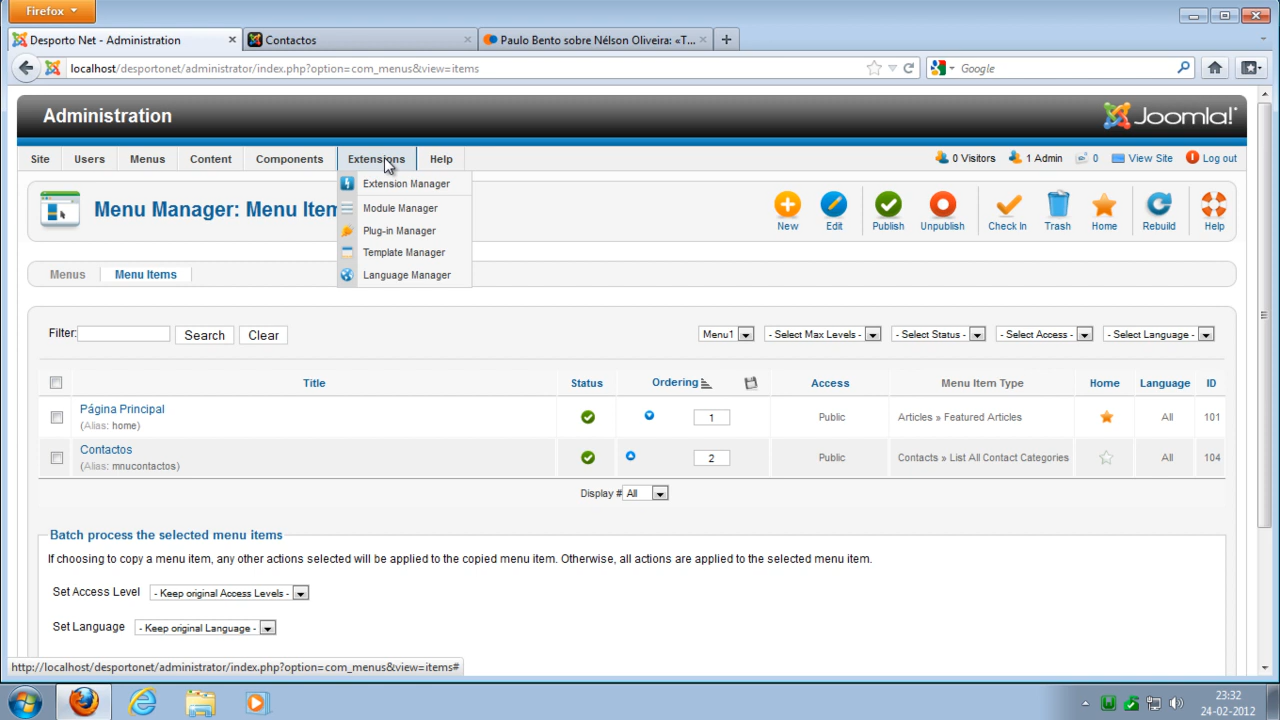 Firefox
Desporto Net - Administration
Contactos
Paulo Bento sobre Nélson Oliveira: «T...
localhost/desportonet/administrator/index.php?option=com_menus&view=items
Google
Administration
Joomla!
Site
Users
Menus
Content
Components
Extensions
Help
0 Visitors
1 Admin
0
View Site
Log out
Extension Manager
Module Manager
Plug-in Manager
Template Manager
Language Manager
Menu Manager: Menu Item
New
Edit
Publish
Unpublish
Check In
Trash
Home
Rebuild
Help
Menus
Menu Items
Filter:
Search
Clear
Menu1
- Select Max Levels -
- Select Status -
- Select Access -
- Select Language -
Title
Status
Ordering
Access
Menu Item Type
Home
Language
ID
Página Principal
(Alias: home)
1
Public
Articles » Featured Articles
All
101
Contactos
(Alias: mnucontactos)
2
Public
Contacts » List All Contact Categories
All
104
Display #
All
Batch process the selected menu items
If choosing to copy a menu item, any other actions selected will be applied to the copied menu item. Otherwise, all actions are applied to the selected menu item.
Set Access Level
- Keep original Access Levels -
Set Language
- Keep original Language -
http://localhost/desportonet/administrator/index.php?option=com_menus&view=items#
23:32
24-02-2012